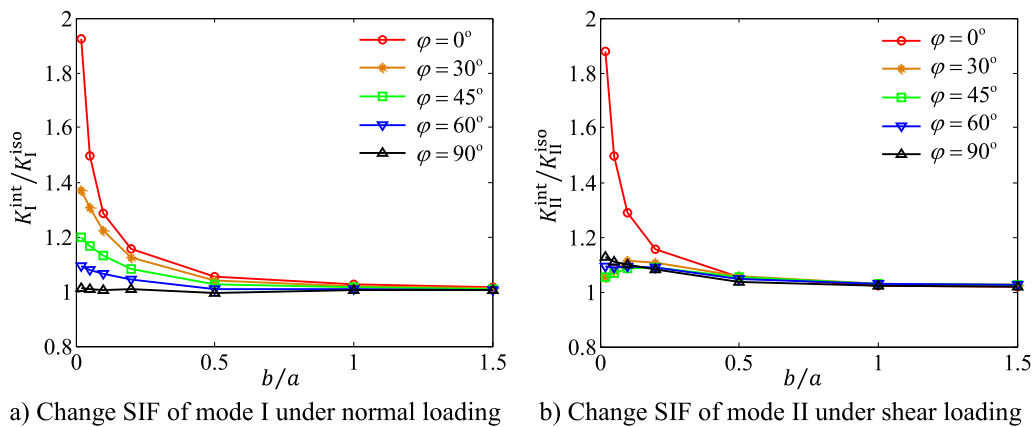 2
1.8
1.6
1.4
1.2
1
0.8
0
0.5
1
1.5
K_I^int/K_I^iso
b/a
φ = 0°
φ = 30°
φ = 45°
φ = 60°
φ = 90°
a) Change SIF of mode I under normal loading
2
1.8
1.6
1.4
1.2
1
0.8
0
0.5
1
1.5
K_II^int/K_II^iso
b/a
φ = 0°
φ = 30°
φ = 45°
φ = 60°
φ = 90°
b) Change SIF of mode II under shear loading